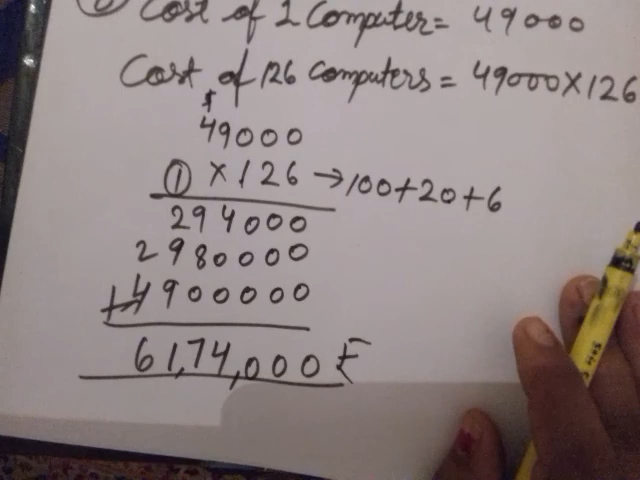 Cost of 1 Computer = 49000
Cost of 126 Computers = 49000×126
49000
① ×126 → 100+20+6
294000
2980000
+4900000
61,74,000 ₹